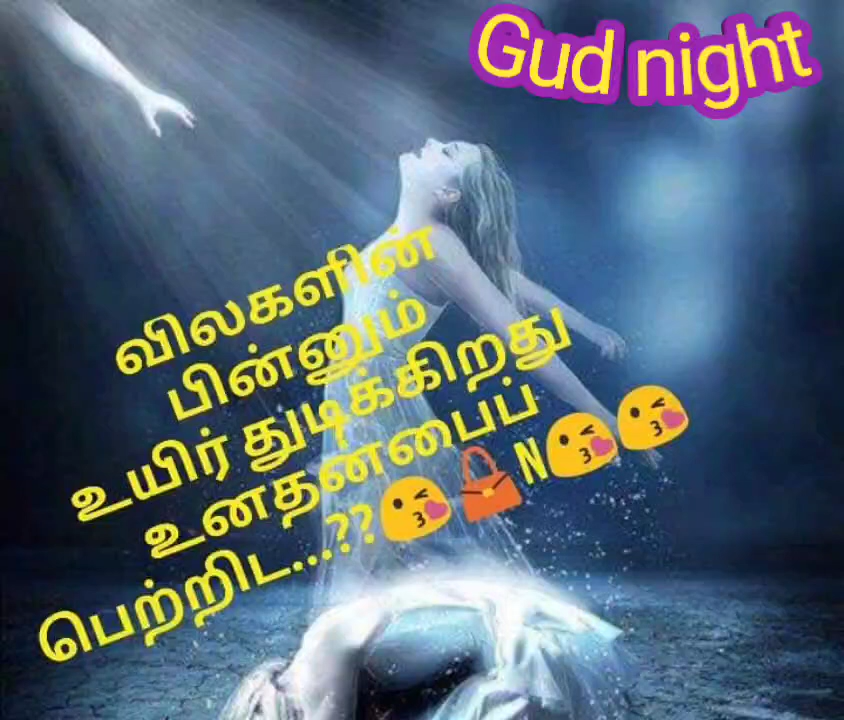 Gud night
விலகளின்
பின்னும்
உயிர் துடிக்கிறது
உனதன்பைப்
பெற்றிட...??😘👜N😘😘